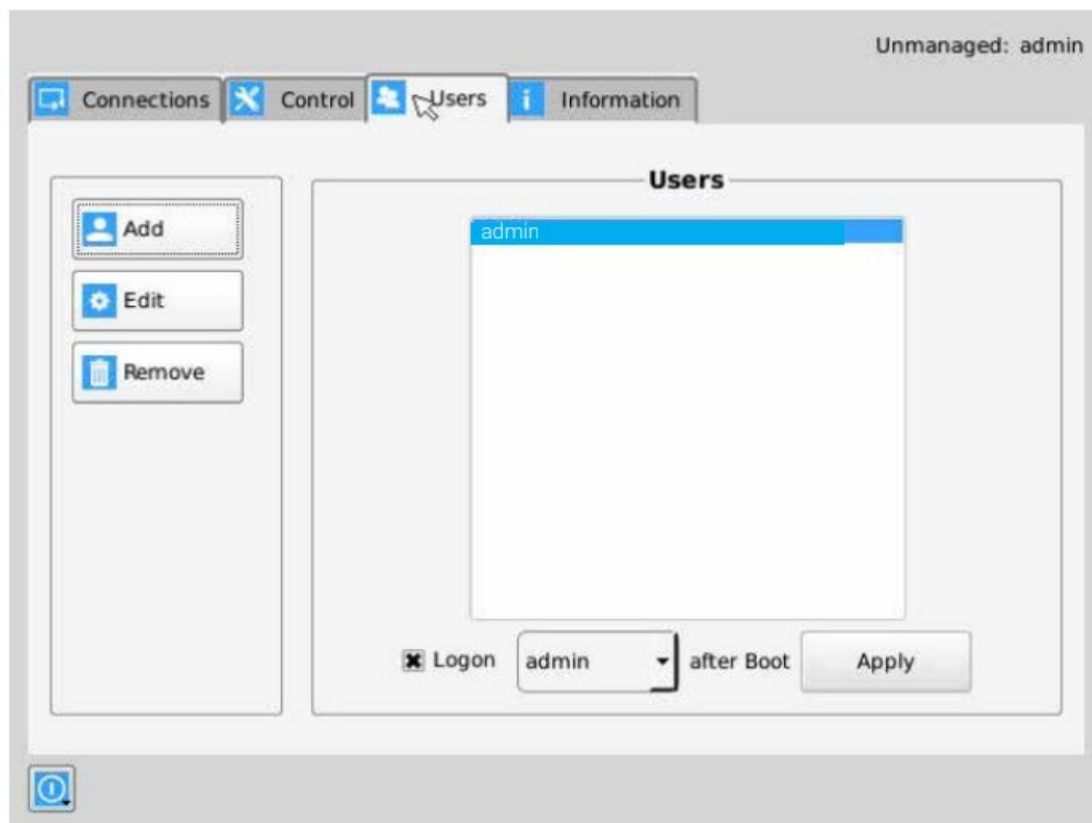 Unmanaged: admin
Connections Control Users Information
Users
Add
Edit
Remove
admin
Logon admin after Boot Apply